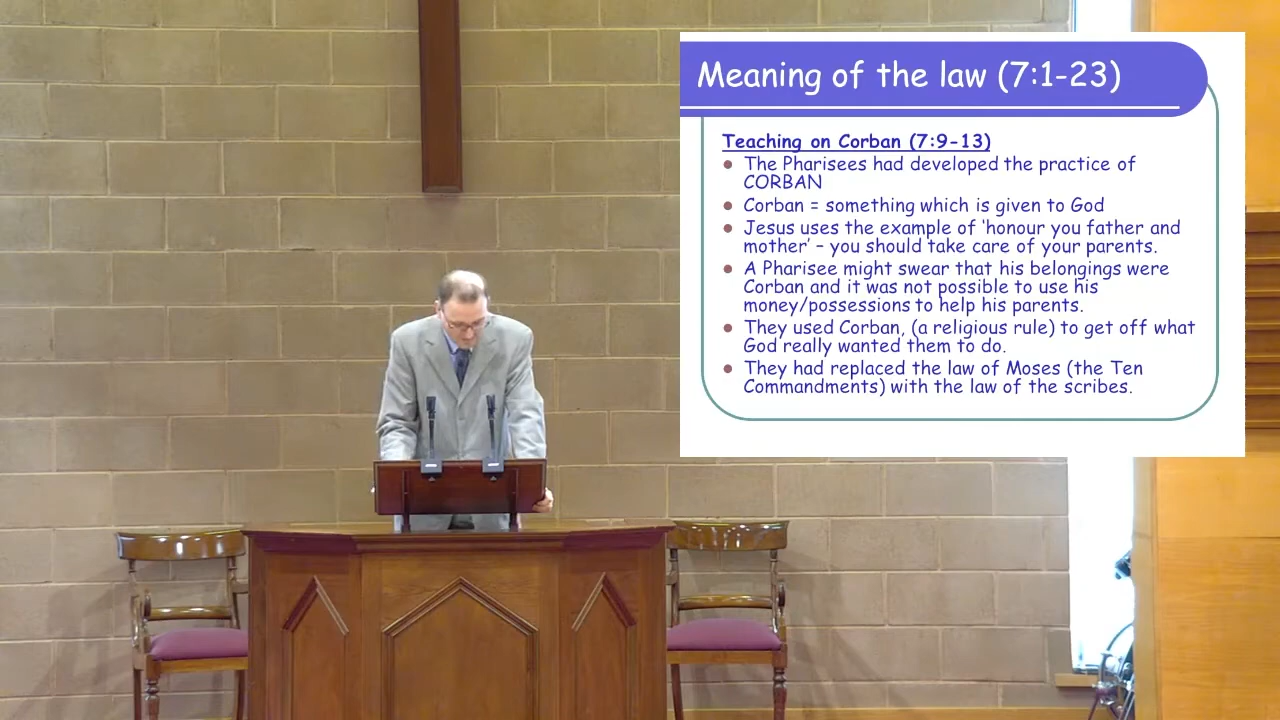 Meaning of the law (7:1-23)
Teaching on Corban (7:9-13)
The Pharisees had developed the practice of
CORBAN
Corban = something which is given to God
Jesus uses the example of ‘honour you father and
mother’ – you should take care of your parents.
A Pharisee might swear that his belongings were
Corban and it was not possible to use his
money/possessions to help his parents.
They used Corban, (a religious rule) to get off what
God really wanted them to do.
They had replaced the law of Moses (the Ten
Commandments) with the law of the scribes.